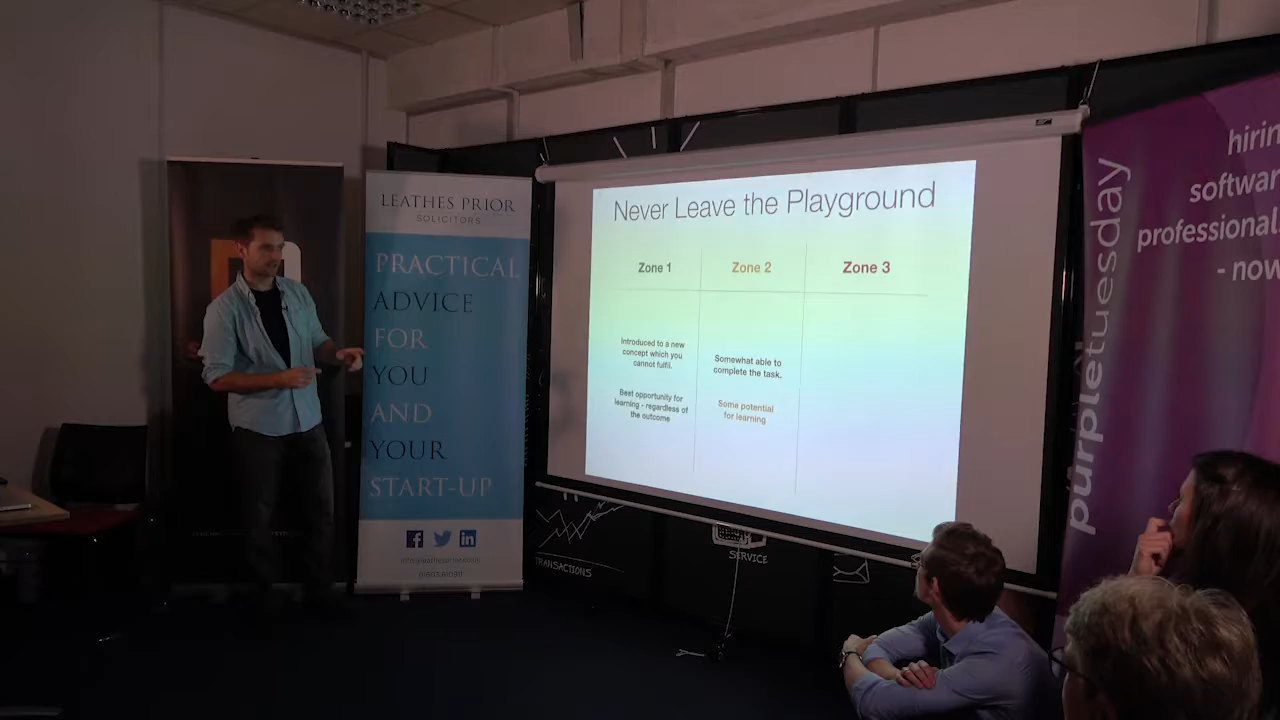 LEATHES PRIOR
SOLICITORS
PRACTICAL
ADVICE
FOR
YOU
AND
YOUR
START-UP
Never Leave the Playground
Zone 1
Zone 2
Zone 3
Introduced to a new
concept which you
cannot fulfil.
Best opportunity for
learning - regardless of
the outcome
Somewhat able to
complete the task.
Some potential
for learning
TRANSACTIONS
SERVICE
purpletuesday
hirin
softwar
professional
- now